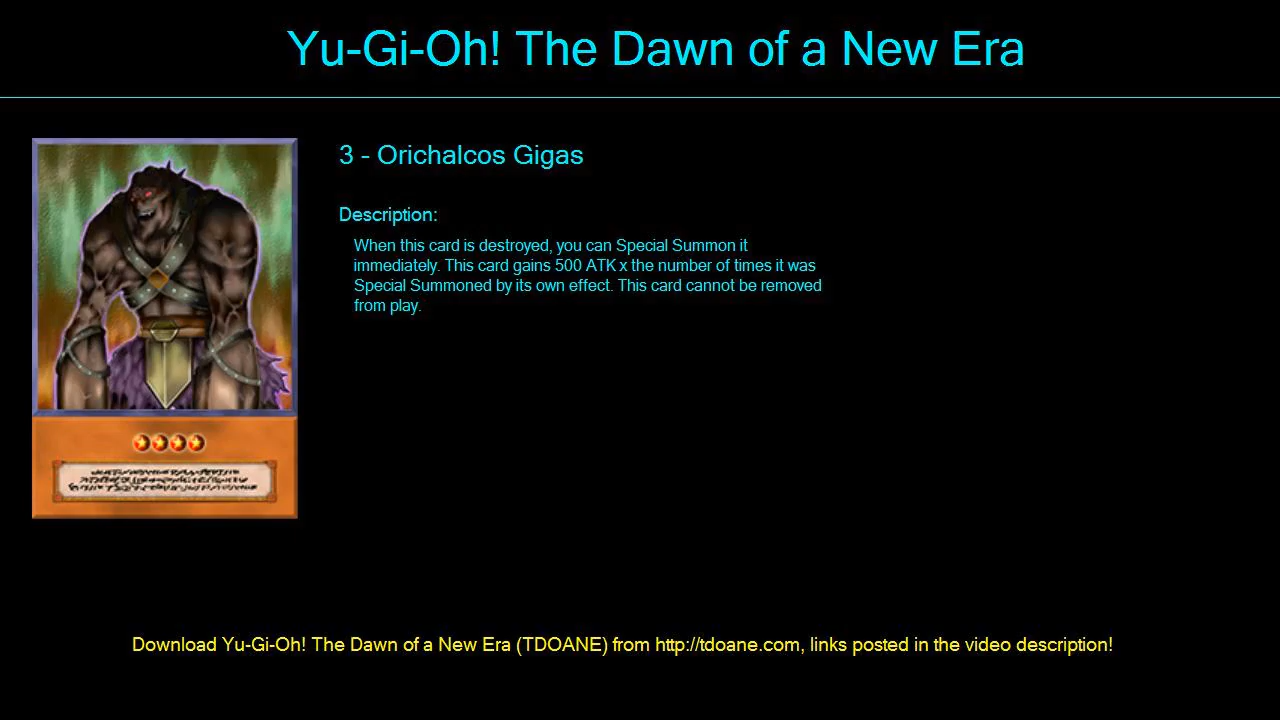 Yu-Gi-Oh! The Dawn of a New Era
3 - Orichalcos Gigas
Description:
When this card is destroyed, you can Special Summon it
immediately. This card gains 500 ATK x the number of times it was
Special Summoned by its own effect. This card cannot be removed
from play.
Download Yu-Gi-Oh! The Dawn of a New Era (TDOANE) from http://tdoane.com, links posted in the video description!